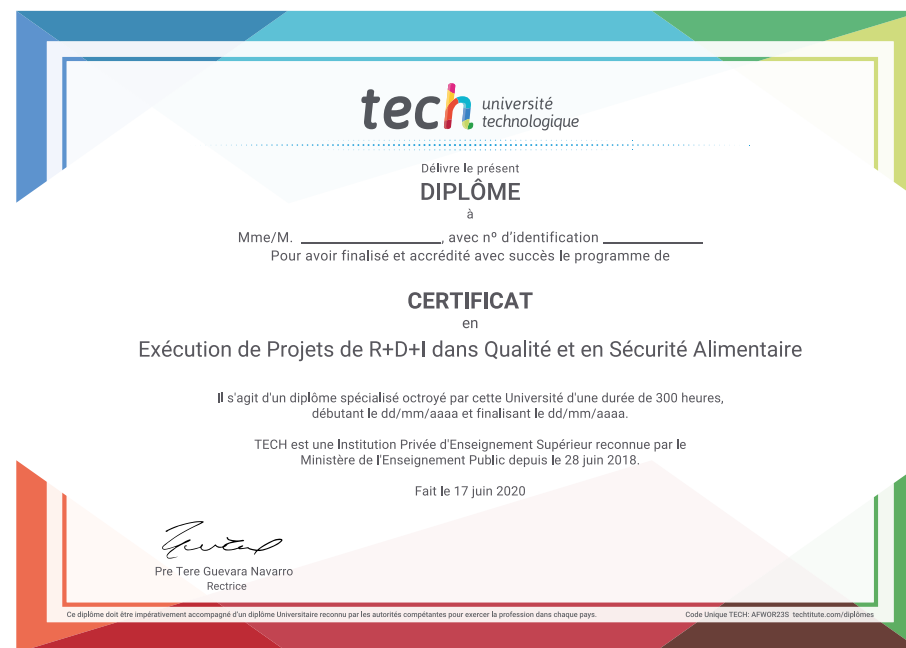 tech université
technologique
Délivre le présent
DIPLÔME
à
Mme/M. ____________________, avec nº d'identification ______________
Pour avoir finalisé et accrédité avec succès le programme de
CERTIFICAT
en
Exécution de Projets de R+D+I dans Qualité et en Sécurité Alimentaire
Il s'agit d'un diplôme spécialisé octroyé par cette Université d'une durée de 300 heures,
débutant le dd/mm/aaaa et finalisant le dd/mm/aaaa.
TECH est une Institution Privée d'Enseignement Supérieur reconnue par le
Ministère de l'Enseignement Public depuis le 28 juin 2018.
Fait le 17 juin 2020
Pre Tere Guevara Navarro
Rectrice
Ce diplôme doit être impérativement accompagné d'un diplôme Universitaire reconnu par les autorités compétantes pour exercer la profession dans chaque pays. Code Unique TECH: AFWOR23S techtitute.com/diplômes